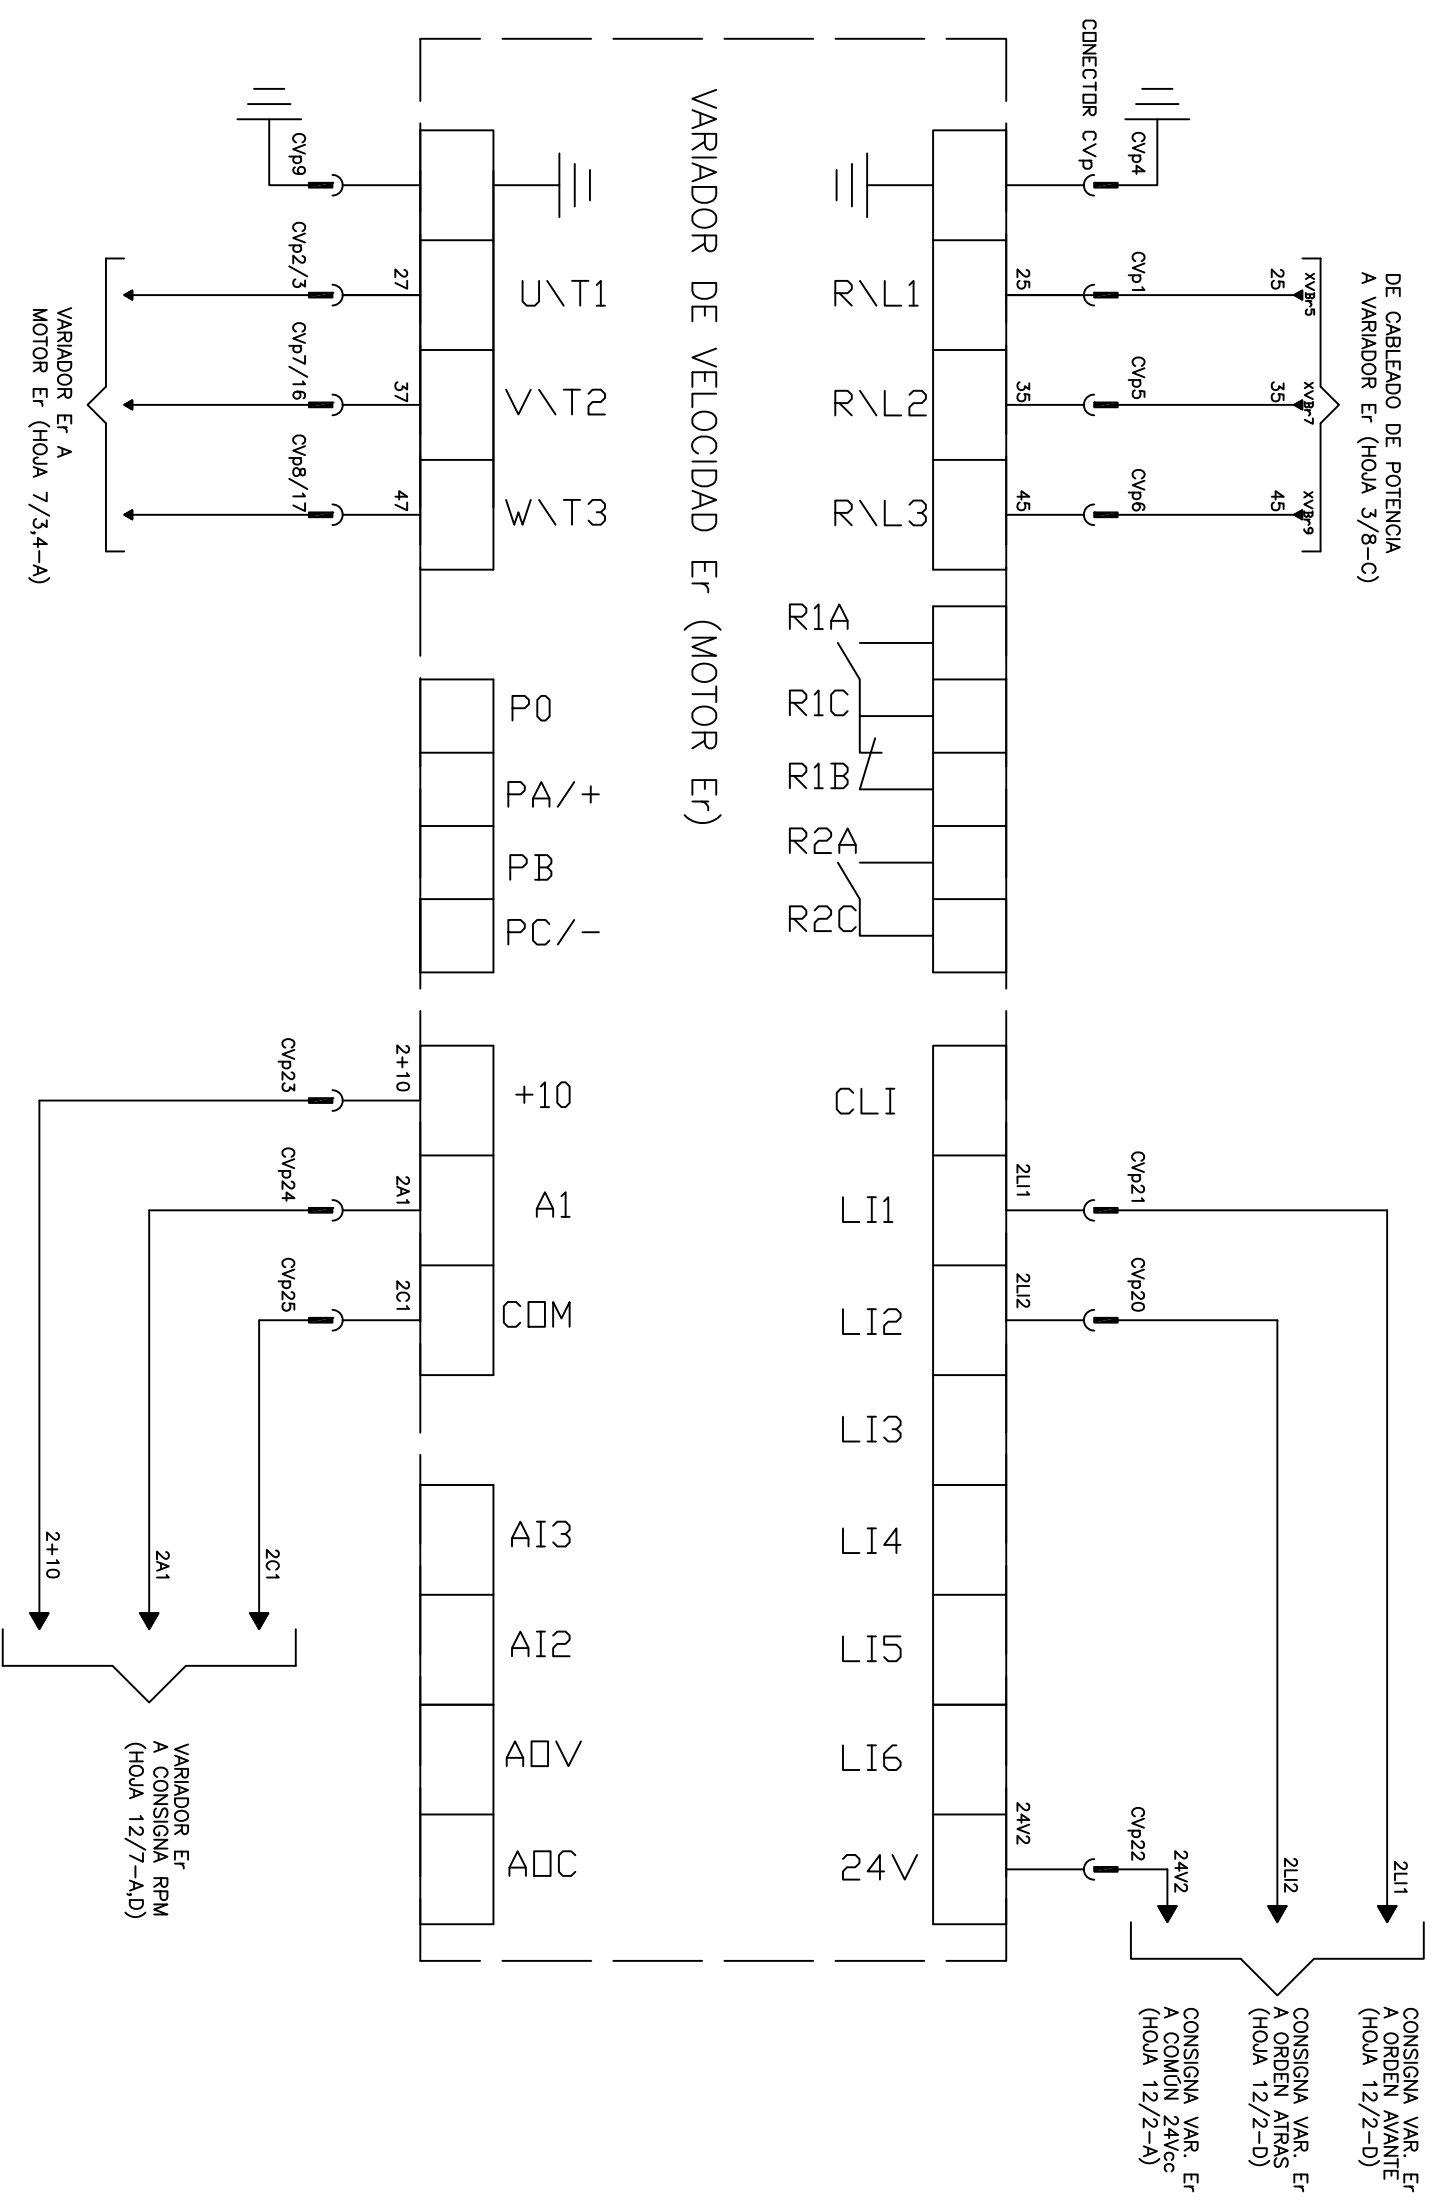 DE CABLEADO DE POTENCIA
A VARIADOR Er (HOJA 3/8-C)
CONECTOR CVp
CVp4
xVBr5
25
CVp1
25
xVBr7
35
CVp5
35
xVBr9
45
CVp6
45
R\L1
R\L2
R\L3
R1A
R1C
R1B
R2A
R2C
CLI
LI1
LI2
LI3
LI4
LI5
LI6
24V
2LI1
CVp21
2LI1
2LI2
CVp20
2LI2
24V2
CVp22
24V2
CONSIGNA VAR. Er
A ORDEN AVANTE
(HOJA 12/2-D)
CONSIGNA VAR. Er
A ORDEN ATRAS
(HOJA 12/2-D)
CONSIGNA VAR. Er
A COMÚN 24Vcc
(HOJA 12/2-A)
VARIADOR DE VELOCIDAD Er (MOTOR Er)
U\T1
V\T2
W\T3
P0
PA/+
PB
PC/-
+10
A1
COM
AI3
AI2
AOV
AOC
CVp9
27
CVp2/3
37
CVp7/16
47
CVp8/17
VARIADOR Er A
MOTOR Er (HOJA 7/3,4-A)
2+10
CVp23
2+10
2A1
CVp24
2A1
2C1
CVp25
2C1
VARIADOR Er
A CONSIGNA RPM
(HOJA 12/7-A,D)